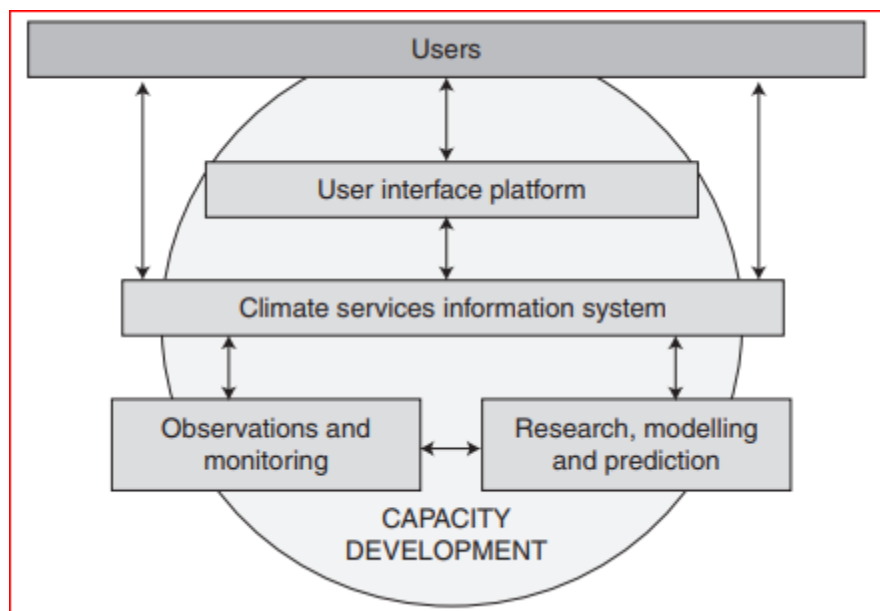 Users
User interface platform
Climate services information system
Observations and
monitoring
Research, modelling
and prediction
CAPACITY
DEVELOPMENT